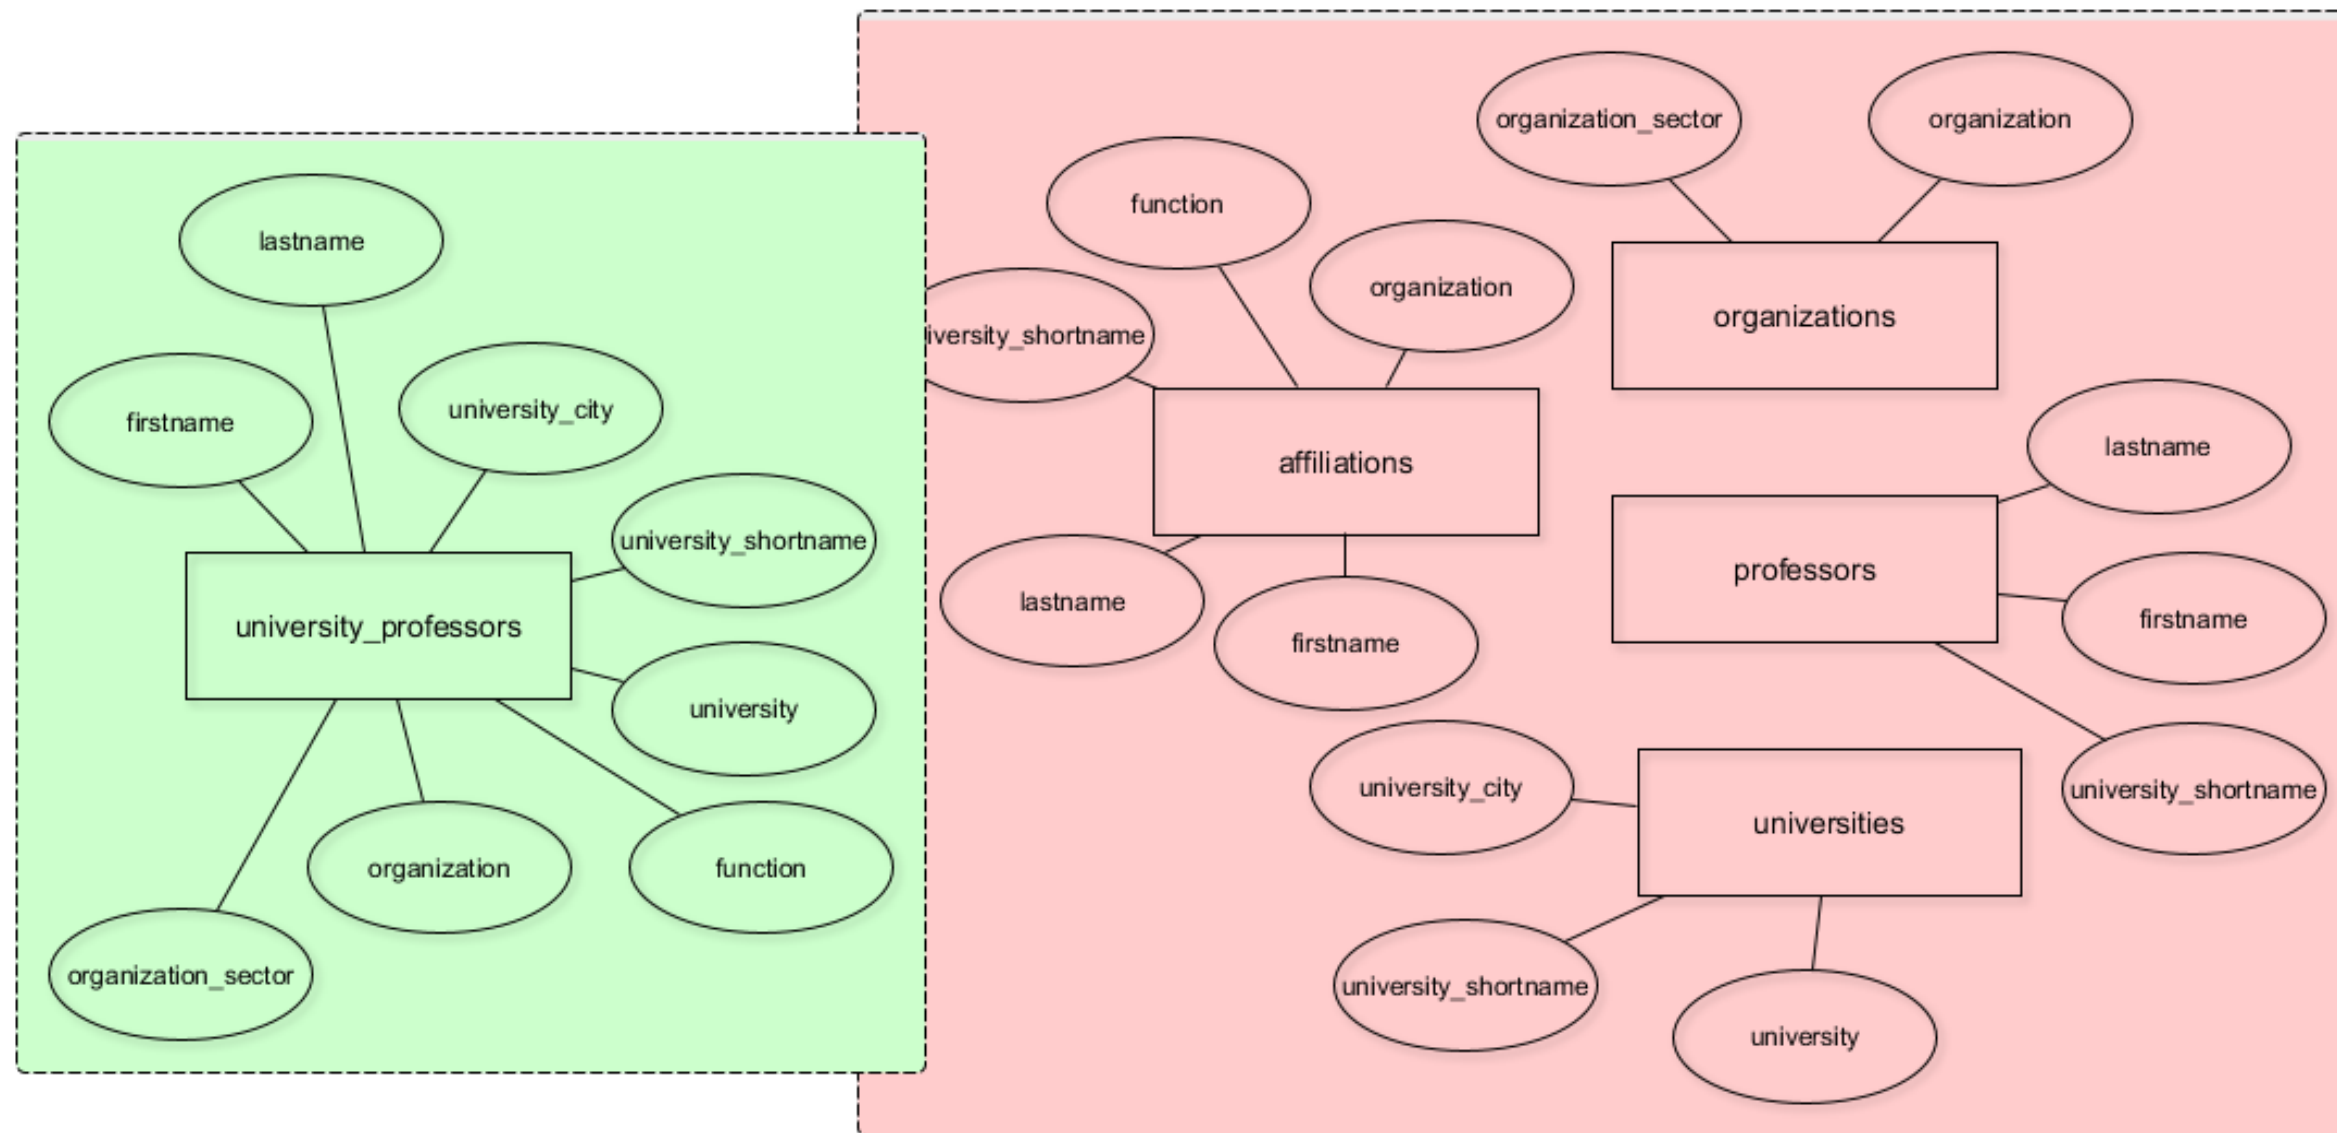 lastname
firstname
university_city
university_shortname
university_professors
university
organization
function
organization_sector
organization_sector
organization
function
organization
iversity_shortname
organizations
affiliations
lastname
firstname
lastname
professors
firstname
university_shortname
university_city
universities
university_shortname
university